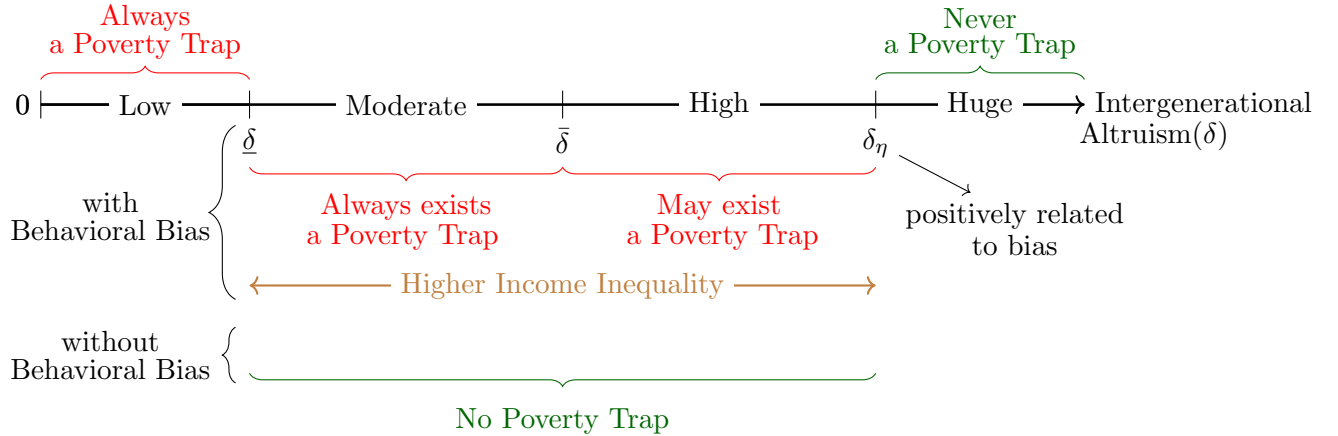 Always
a Poverty Trap
Never
a Poverty Trap
0 Low Moderate High Huge Intergenerational
Altruism(δ)
δ̲ δ̄ δ_η
with
Behavioral Bias
Always exists
a Poverty Trap
May exist
a Poverty Trap
positively related
to bias
Higher Income Inequality
without
Behavioral Bias
No Poverty Trap